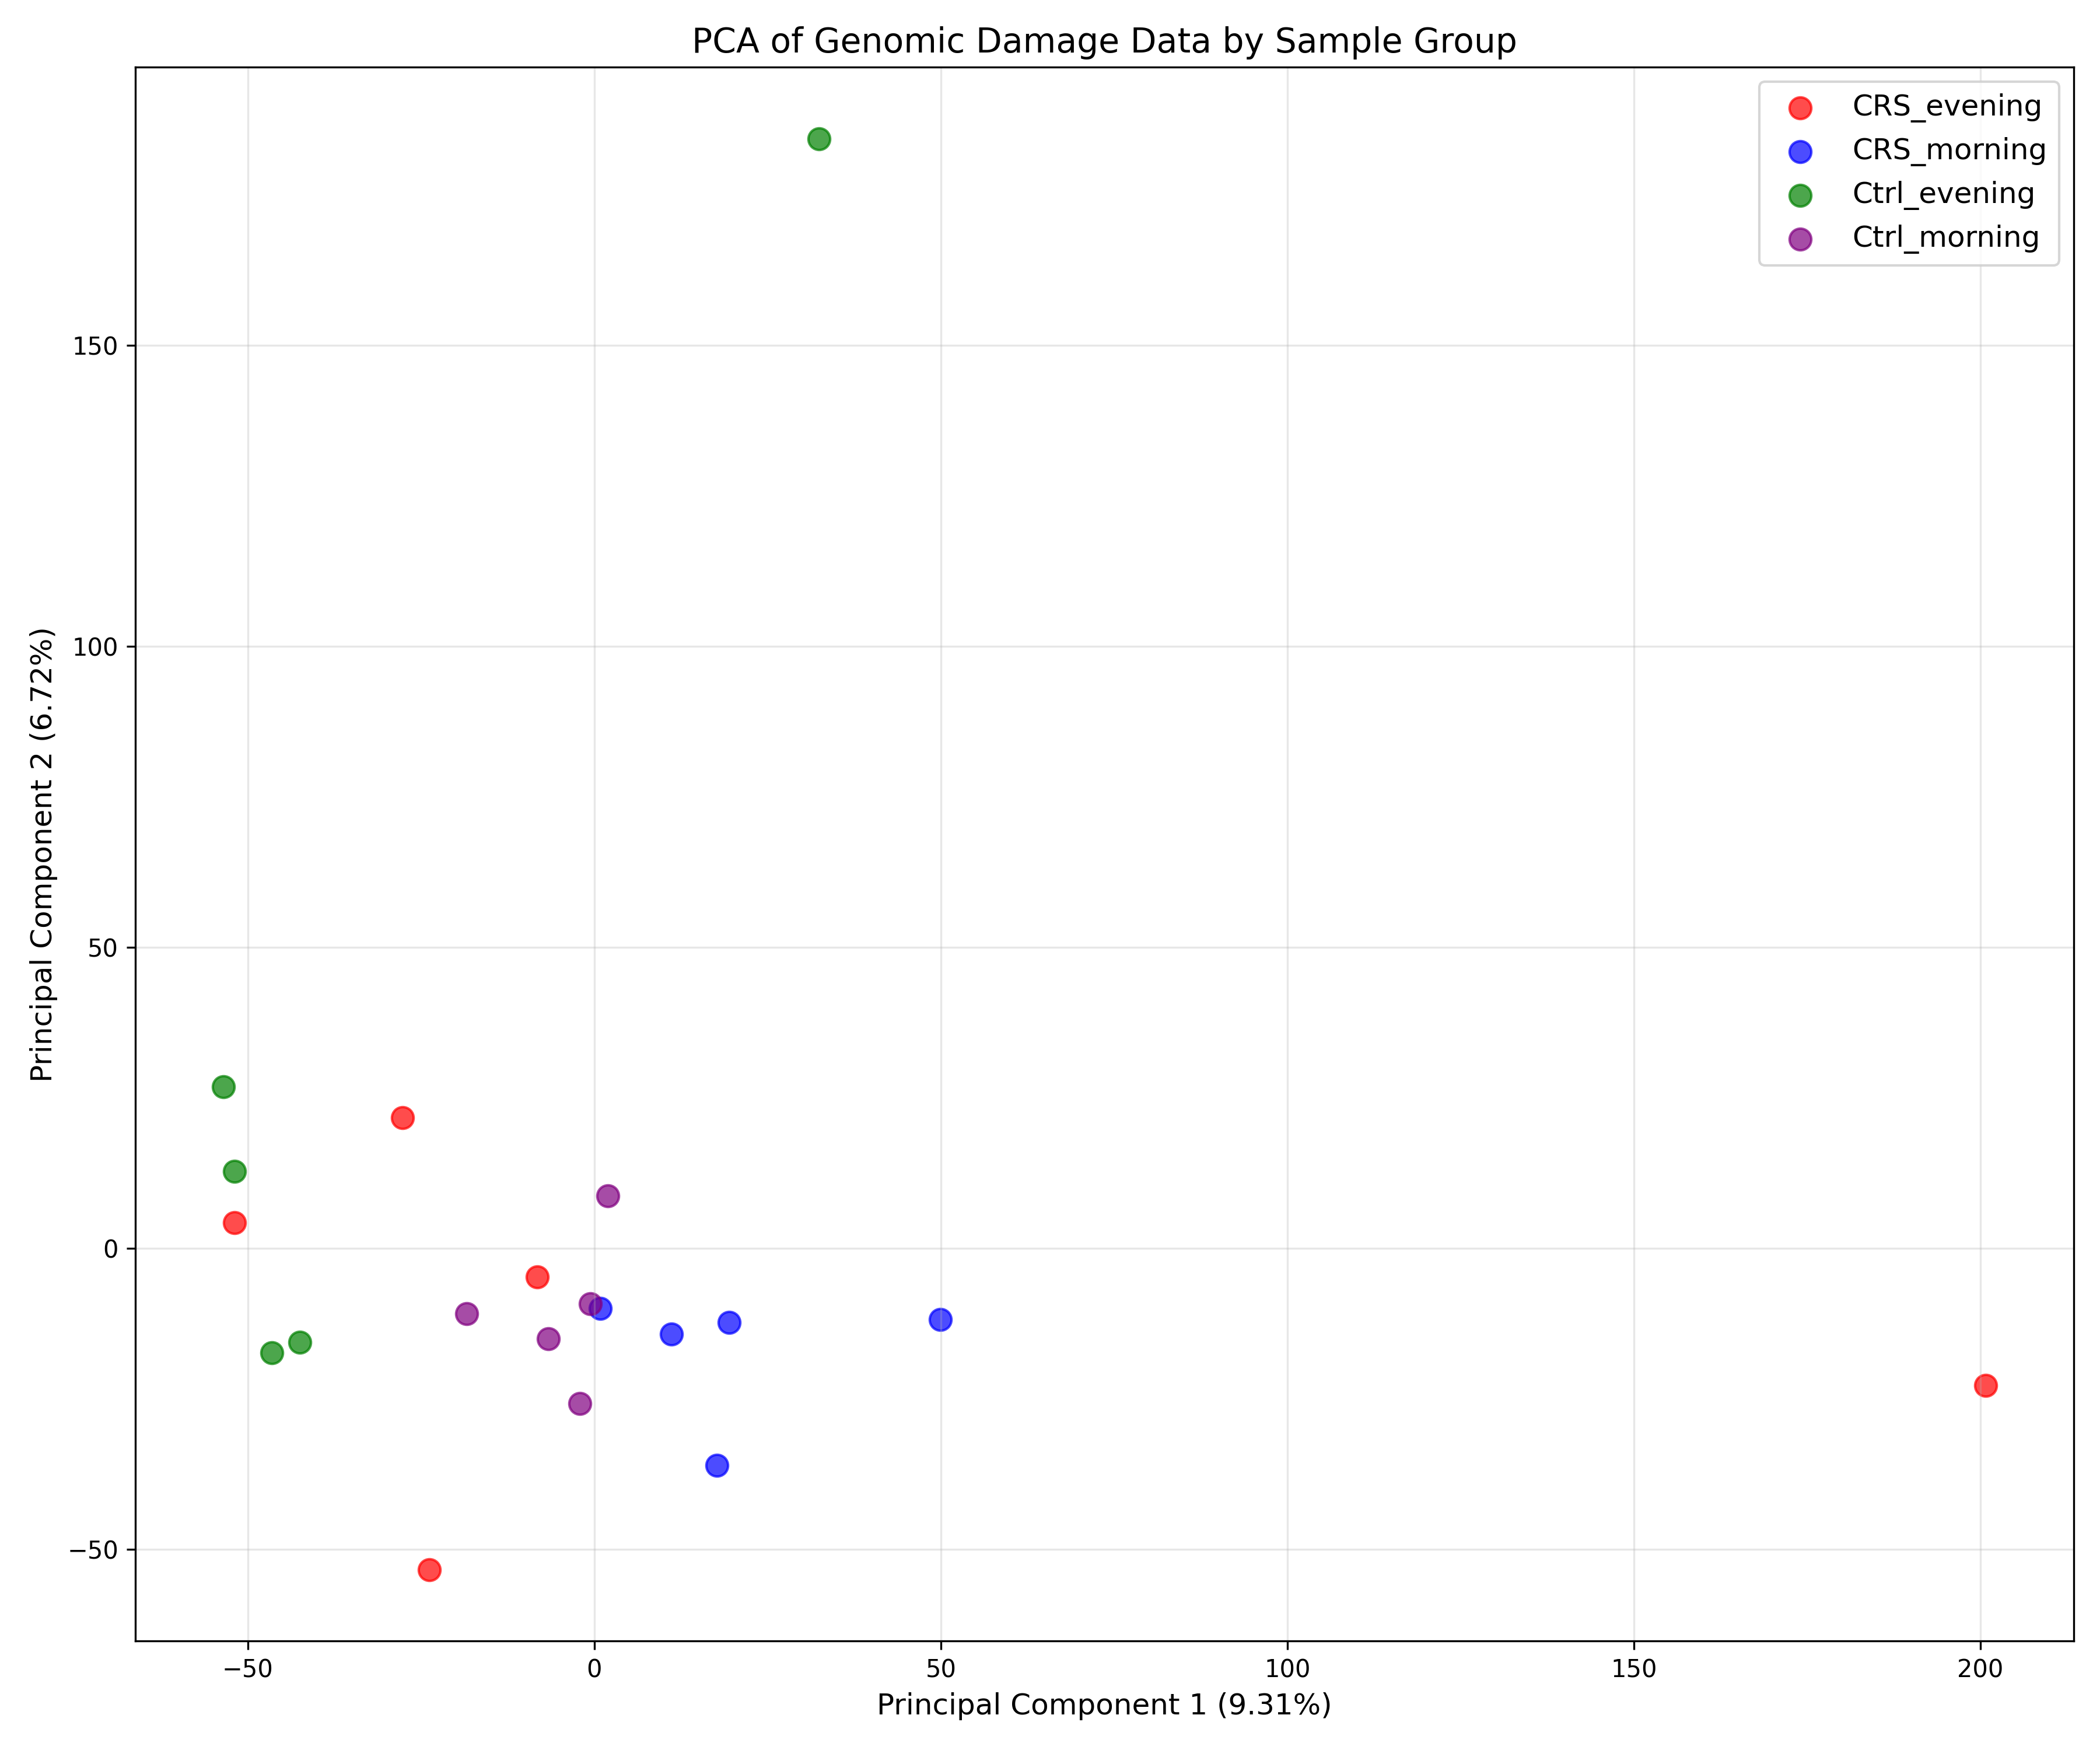 PCA of Genomic Damage Data by Sample Group
CRS_evening
CRS_morning
Ctrl_evening
Ctrl_morning
Principal Component 2 (6.72%)
150
100
50
0
−50
−50
0
50
100
150
200
Principal Component 1 (9.31%)